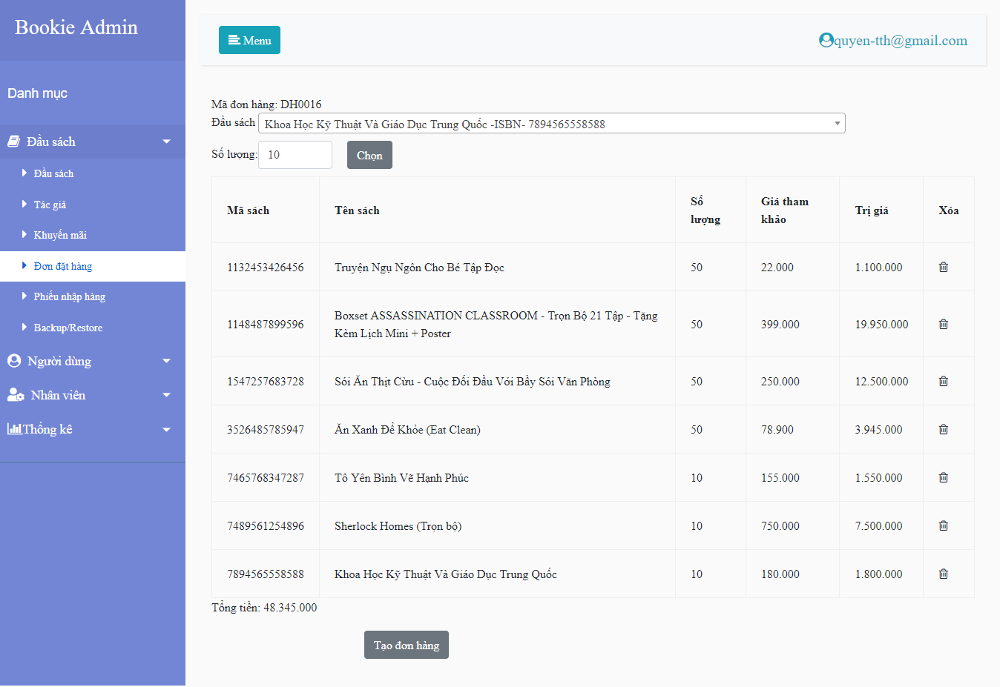 Bookie Admin
Danh mục
Đầu sách
Đầu sách
Tác giả
Khuyến mãi
Đơn đặt hàng
Phiếu nhập hàng
Backup/Restore
Người dùng
Nhân viên
Thống kê
Menu
quyen-tth@gmail.com
Mã đơn hàng: DH0016
Đầu sách Khoa Học Kỹ Thuật Và Giáo Dục Trung Quốc -ISBN- 7894565558588
Số lượng: 10 Chọn
Mã sách Tên sách Số lượng Giá tham khảo Trị giá Xóa
1132453426456 Truyện Ngụ Ngôn Cho Bé Tập Đọc 50 22.000 1.100.000
1148487899596 Boxset ASSASSINATION CLASSROOM - Trọn Bộ 21 Tập - Tặng Kèm Lịch Mini + Poster 50 399.000 19.950.000
1547257683728 Sói Ăn Thịt Cừu - Cuộc Đối Đầu Với Bầy Sói Văn Phòng 50 250.000 12.500.000
3526485785947 Ăn Xanh Để Khỏe (Eat Clean) 50 78.900 3.945.000
7465768347287 Tô Yên Bình Vẽ Hạnh Phúc 10 155.000 1.550.000
7489561254896 Sherlock Homes (Trọn bộ) 10 750.000 7.500.000
7894565558588 Khoa Học Kỹ Thuật Và Giáo Dục Trung Quốc 10 180.000 1.800.000
Tổng tiền: 48.345.000
Tạo đơn hàng